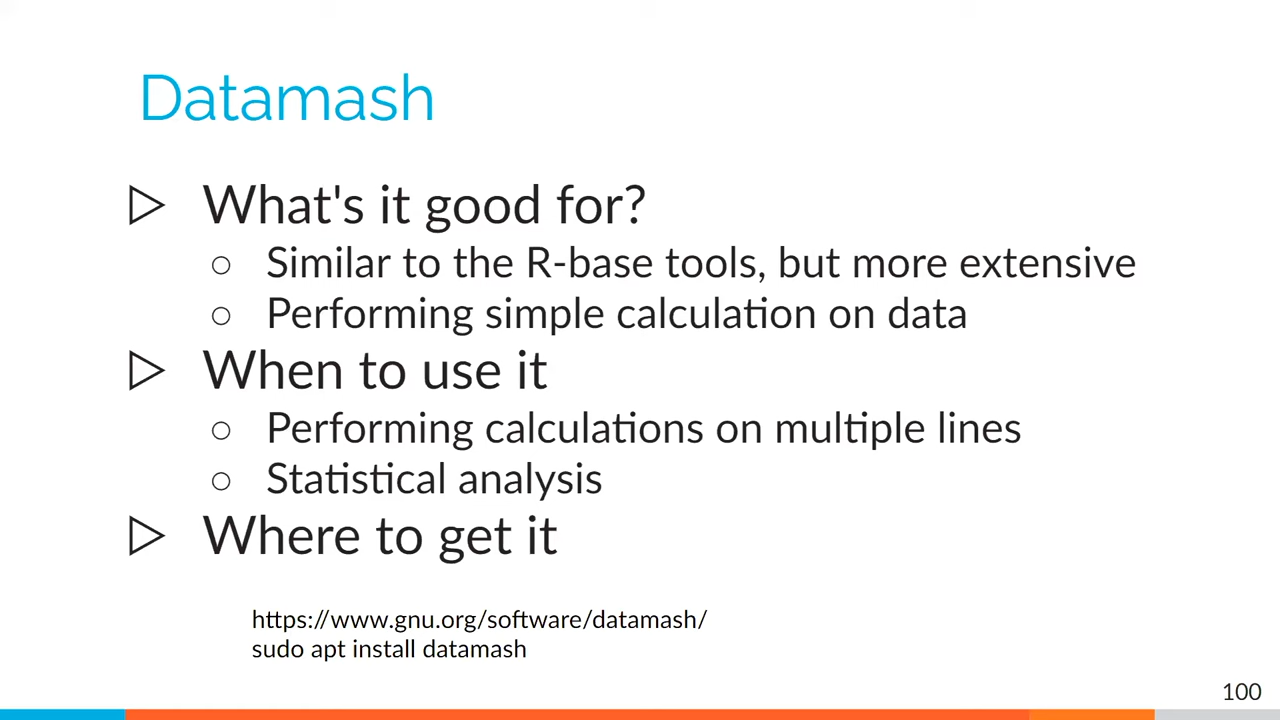 Datamash
▷ What's it good for?
○ Similar to the R-base tools, but more extensive
○ Performing simple calculation on data
▷ When to use it
○ Performing calculations on multiple lines
○ Statistical analysis
▷ Where to get it
https://www.gnu.org/software/datamash/
sudo apt install datamash
100